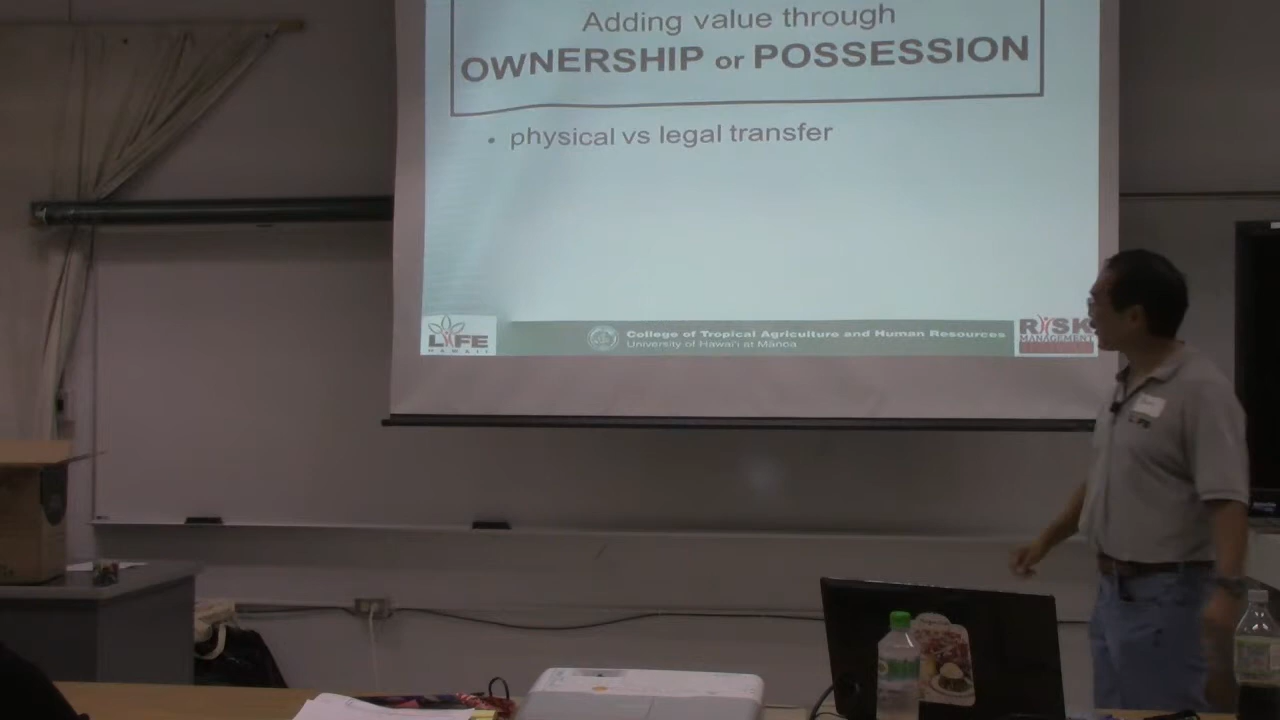 Adding value through
OWNERSHIP or POSSESSION
• physical vs legal transfer
LIFE
HAWAII
College of Tropical Agriculture and Human Resources
University of Hawai'i at Mānoa
RISK
MANAGEMENT